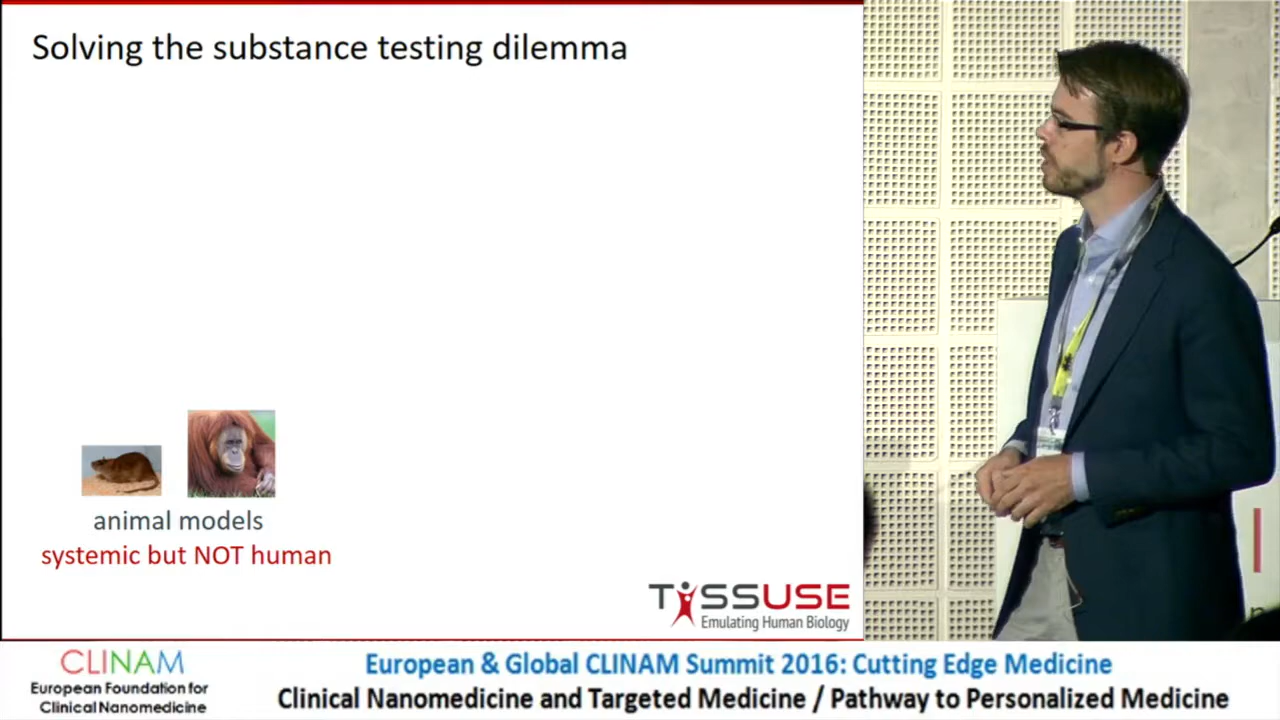 Solving the substance testing dilemma
animal models
systemic but NOT human
TISSUSE
Emulating Human Biology
CLINAM
European Foundation for
Clinical Nanomedicine
European & Global CLINAM Summit 2016: Cutting Edge Medicine
Clinical Nanomedicine and Targeted Medicine / Pathway to Personalized Medicine